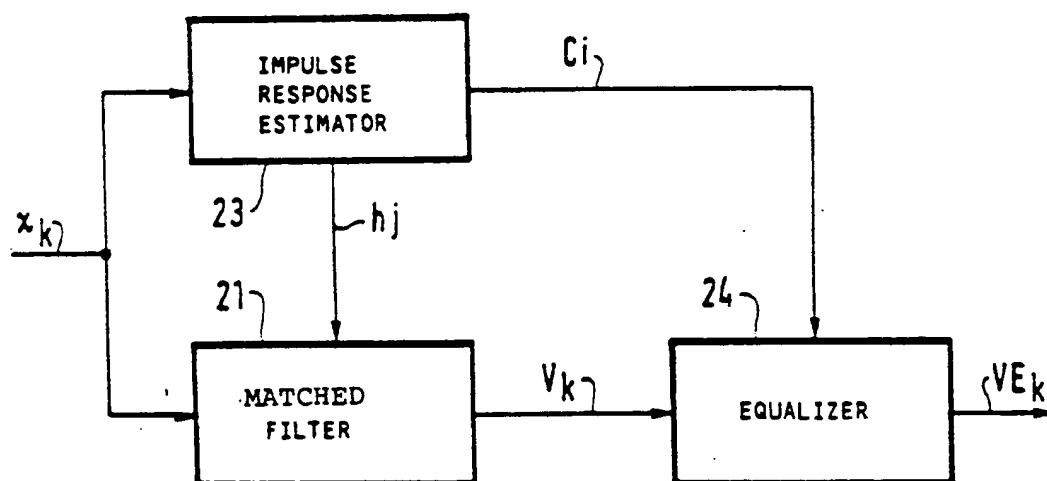 IMPULSE
RESPONSE
ESTIMATOR
Ci
23
hj
xk
21
24
MATCHED
FILTER
Vk
EQUALIZER
VEk